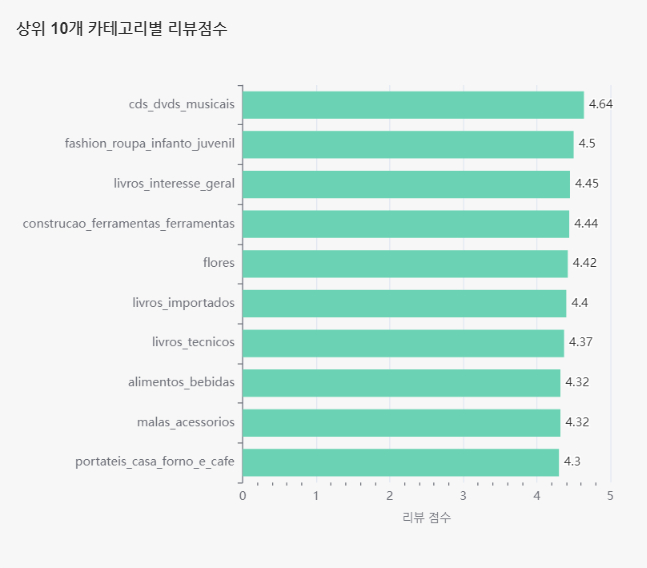 상위 10개 카테고리별 리뷰점수
cds_dvds_musicais 4.64
fashion_roupa_infanto_juvenil 4.5
livros_interesse_geral 4.45
construcao_ferramentas_ferramentas 4.44
flores 4.42
livros_importados 4.4
livros_tecnicos 4.37
alimentos_bebidas 4.32
malas_acessorios 4.32
portateis_casa_forno_e_cafe 4.3
0 1 2 3 4 5
리뷰 점수